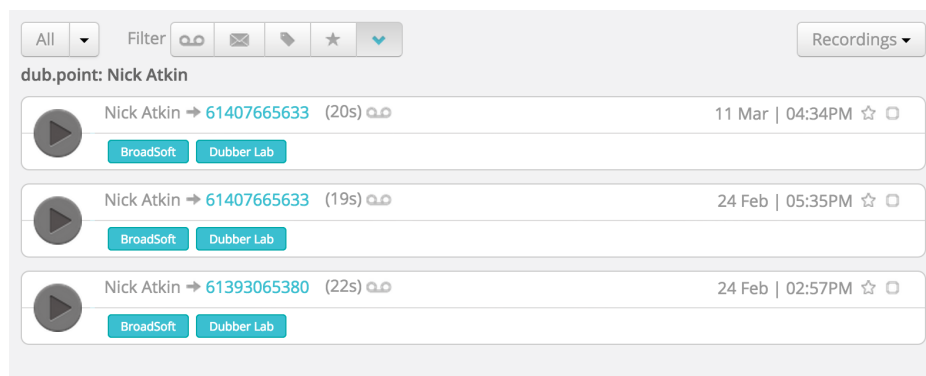 All Filter Recordings
dub.point: Nick Atkin
Nick Atkin → 61407665633 (20s) 11 Mar | 04:34PM
BroadSoft Dubber Lab
Nick Atkin → 61407665633 (19s) 24 Feb | 05:35PM
BroadSoft Dubber Lab
Nick Atkin → 61393065380 (22s) 24 Feb | 02:57PM
BroadSoft Dubber Lab